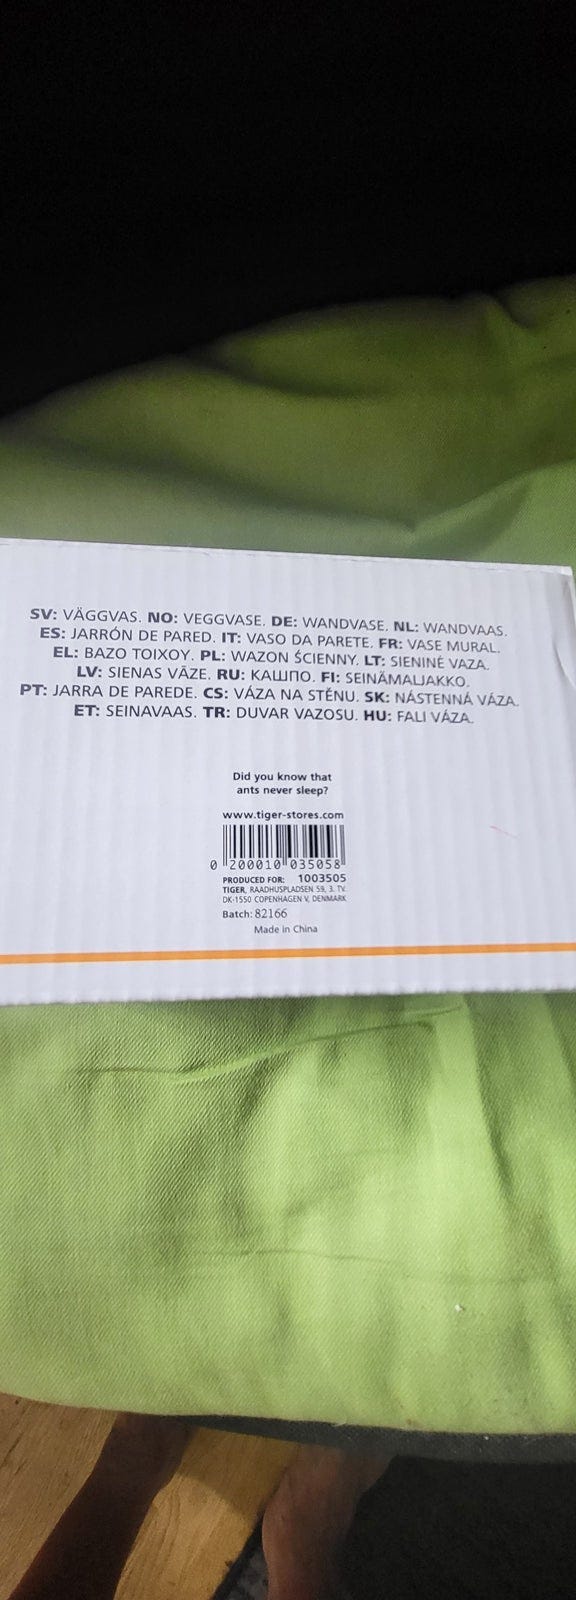 SV: VÄGGVAS. NO: VEGGVASE. DE: WANDVASE. NL: WANDVAAS.
ES: JARRÓN DE PARED. IT: VASO DA PARETE. FR: VASE MURAL.
EL: ΒΑΖΟ ΤΟΙΧΟΥ. PL: WAZON ŚCIENNY. LT: SIENINĖ VAZA.
LV: SIENAS VĀZE. RU: КАШПО. FI: SEINÄMALJAKKO.
PT: JARRA DE PAREDE. CS: VÁZA NA STĚNU. SK: NÁSTENNÁ VÁZA.
ET: SEINAVAAS. TR: DUVAR VAZOSU. HU: FALI VÁZA.
Did you know that
ants never sleep?
www.tiger-stores.com
0 200010 035058
PRODUCED FOR: 1003505
TIGER, RAADHUSPLADSEN 59, 3. TV.
DK-1550 COPENHAGEN V, DENMARK
Batch: 82166
Made in China